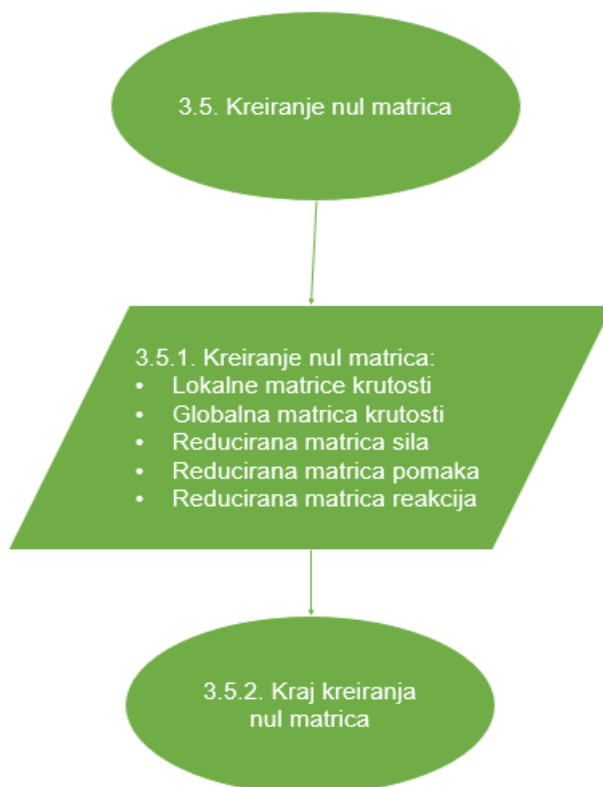 3.5. Kreiranje nul matrica
3.5.1. Kreiranje nul matrica:
• Lokalne matrice krutosti
• Globalna matrica krutosti
• Reducirana matrica sila
• Reducirana matrica pomaka
• Reducirana matrica reakcija
3.5.2. Kraj kreiranja
nul matrica